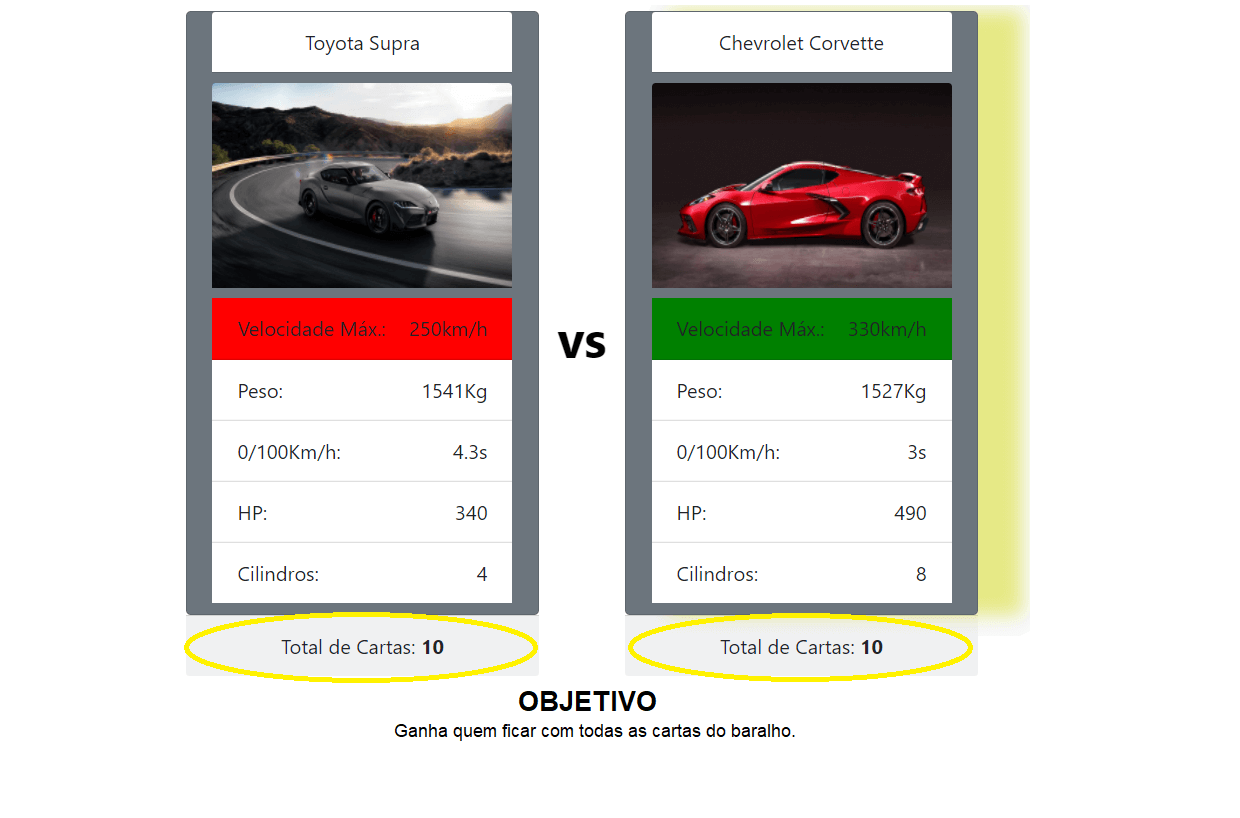 Toyota Supra
Velocidade Máx.: 250km/h
Peso: 1541Kg
0/100Km/h: 4.3s
HP: 340
Cilindros: 4
Total de Cartas: 10
VS
Chevrolet Corvette
Velocidade Máx.: 330km/h
Peso: 1527Kg
0/100Km/h: 3s
HP: 490
Cilindros: 8
Total de Cartas: 10
OBJETIVO
Ganha quem ficar com todas as cartas do baralho.